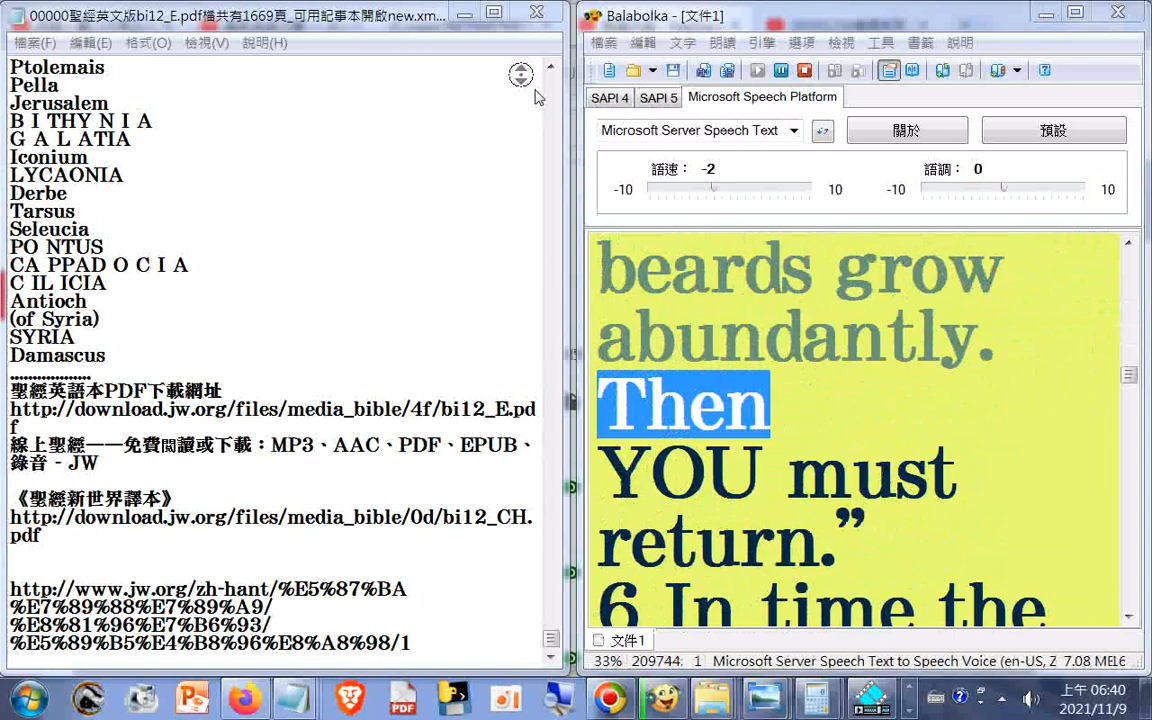 00000聖經英文版bi12_E.pdf檔共有1669頁_可用記事本開啟new.xm...
檔案(F) 編輯(E) 格式(O) 檢視(V) 說明(H)
Ptolemais
Pella
Jerusalem
B I THY N I A
G A L ATIA
Iconium
LYCAONIA
Derbe
Tarsus
Seleucia
PO NTUS
CA PPAD O C I A
C IL ICIA
Antioch
(of Syria)
SYRIA
Damascus
..................
聖經英語本PDF下載網址
http://download.jw.org/files/media_bible/4f/bi12_E.pd
f
線上聖經——免費閱讀或下載：MP3、AAC、PDF、EPUB、
錄音 - JW
《聖經新世界譯本》
http://download.jw.org/files/media_bible/0d/bi12_CH.
pdf
http://www.jw.org/zh-hant/%E5%87%BA
%E7%89%88%E7%89%A9/
%E8%81%96%E7%B6%93/
%E5%89%B5%E4%B8%96%E8%A8%98/1
Balabolka - [文件1]
檔案 編輯 文字 朗讀 引擎 選項 檢視 工具 書籤 說明
SAPI 4 SAPI 5 Microsoft Speech Platform
Microsoft Server Speech Text 關於 預設
語速： -2 語調： 0
-10 10 -10 10
beards grow
abundantly.
Then
YOU must
return.”
6 In time the
文件1
33% 209744: 1 Microsoft Server Speech Text to Speech Voice (en-US, Z 7.08 MEL6
PDF
上午 06:40
2021/11/9